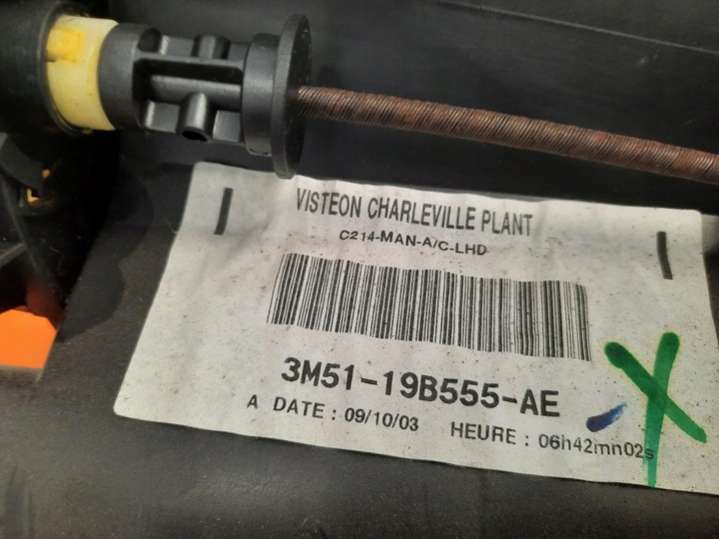 VISTEON CHARLEVILLE PLANT
C214-MAN-A/C-LHD
3M51-19B555-AE
A DATE : 09/10/03 HEURE : 06h42mn02s